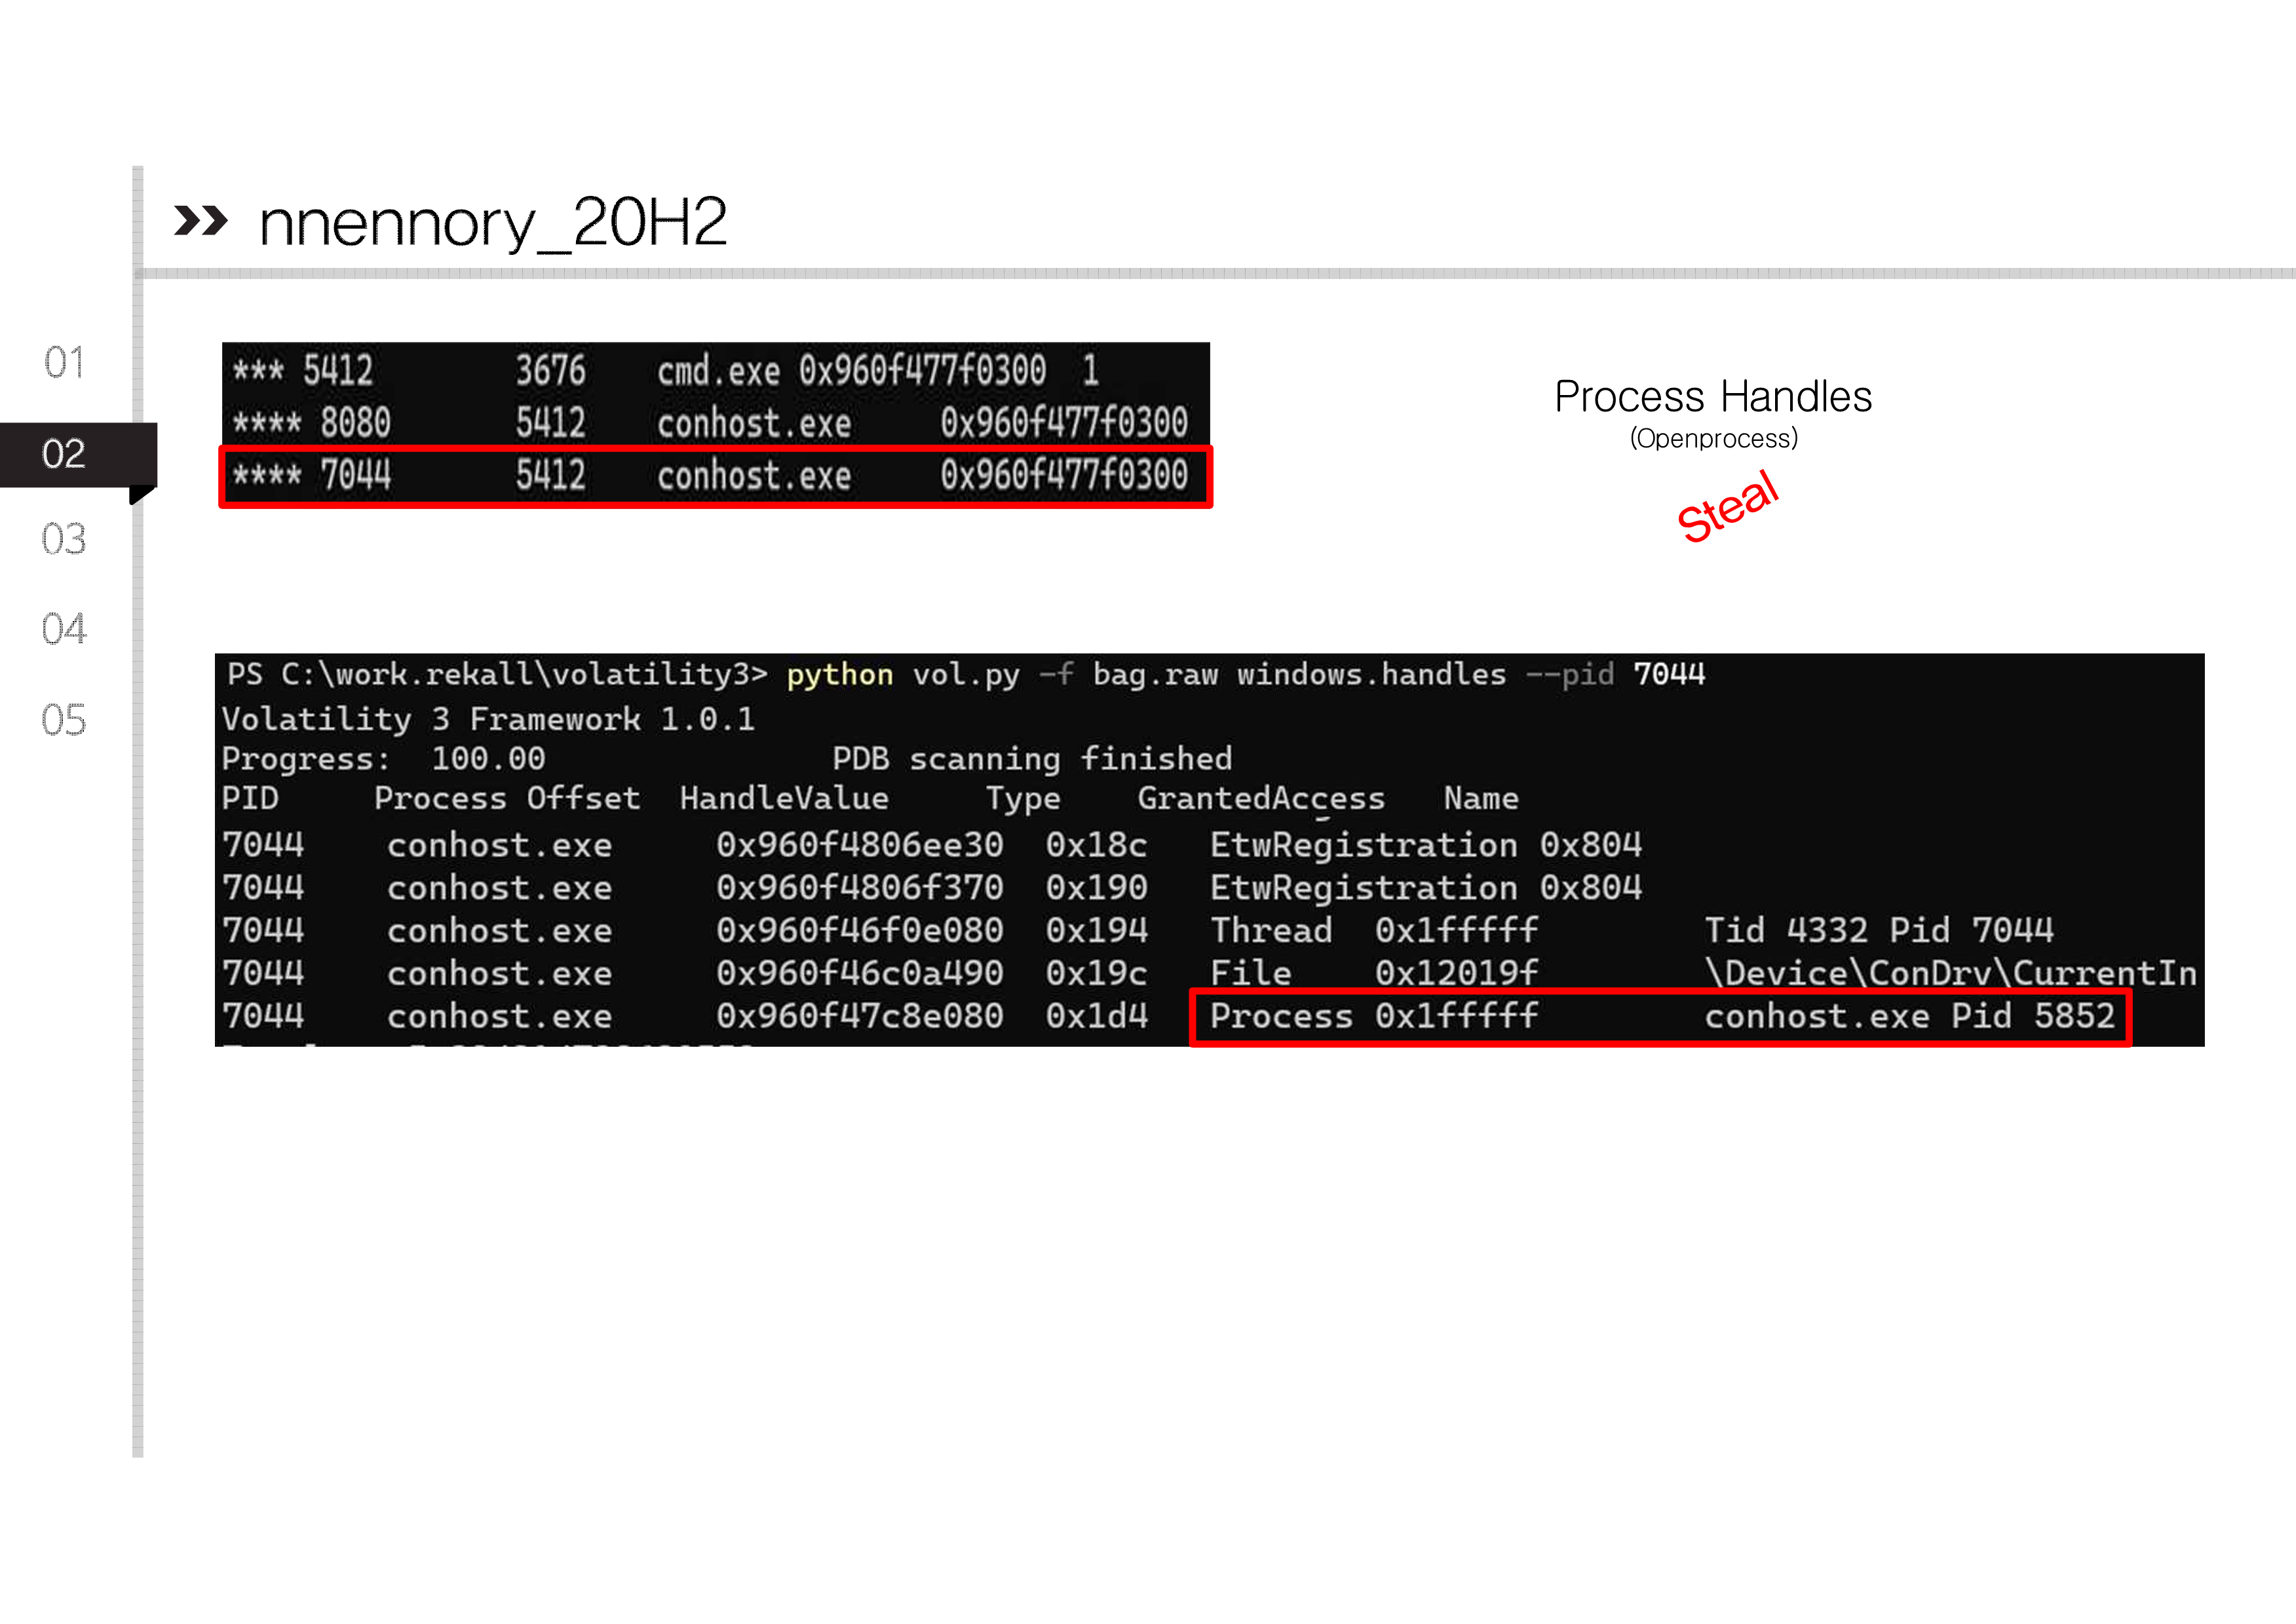 nnennory_20H2
01
02
03
04
05
*** 5412 3676 cmd.exe 0x960f477f0300 1
**** 8080 5412 conhost.exe 0x960f477f0300
**** 7044 5412 conhost.exe 0x960f477f0300
Process Handles
(Openprocess)
Steal
PS C:\work.rekall\volatility3> python vol.py -f bag.raw windows.handles --pid 7044
Volatility 3 Framework 1.0.1
Progress: 100.00 PDB scanning finished
PID Process Offset HandleValue Type GrantedAccess Name
7044 conhost.exe 0x960f4806ee30 0x18c EtwRegistration 0x804
7044 conhost.exe 0x960f4806f370 0x190 EtwRegistration 0x804
7044 conhost.exe 0x960f46f0e080 0x194 Thread 0x1fffff Tid 4332 Pid 7044
7044 conhost.exe 0x960f46c0a490 0x19c File 0x12019f \Device\ConDrv\CurrentIn
7044 conhost.exe 0x960f47c8e080 0x1d4 Process 0x1fffff conhost.exe Pid 5852